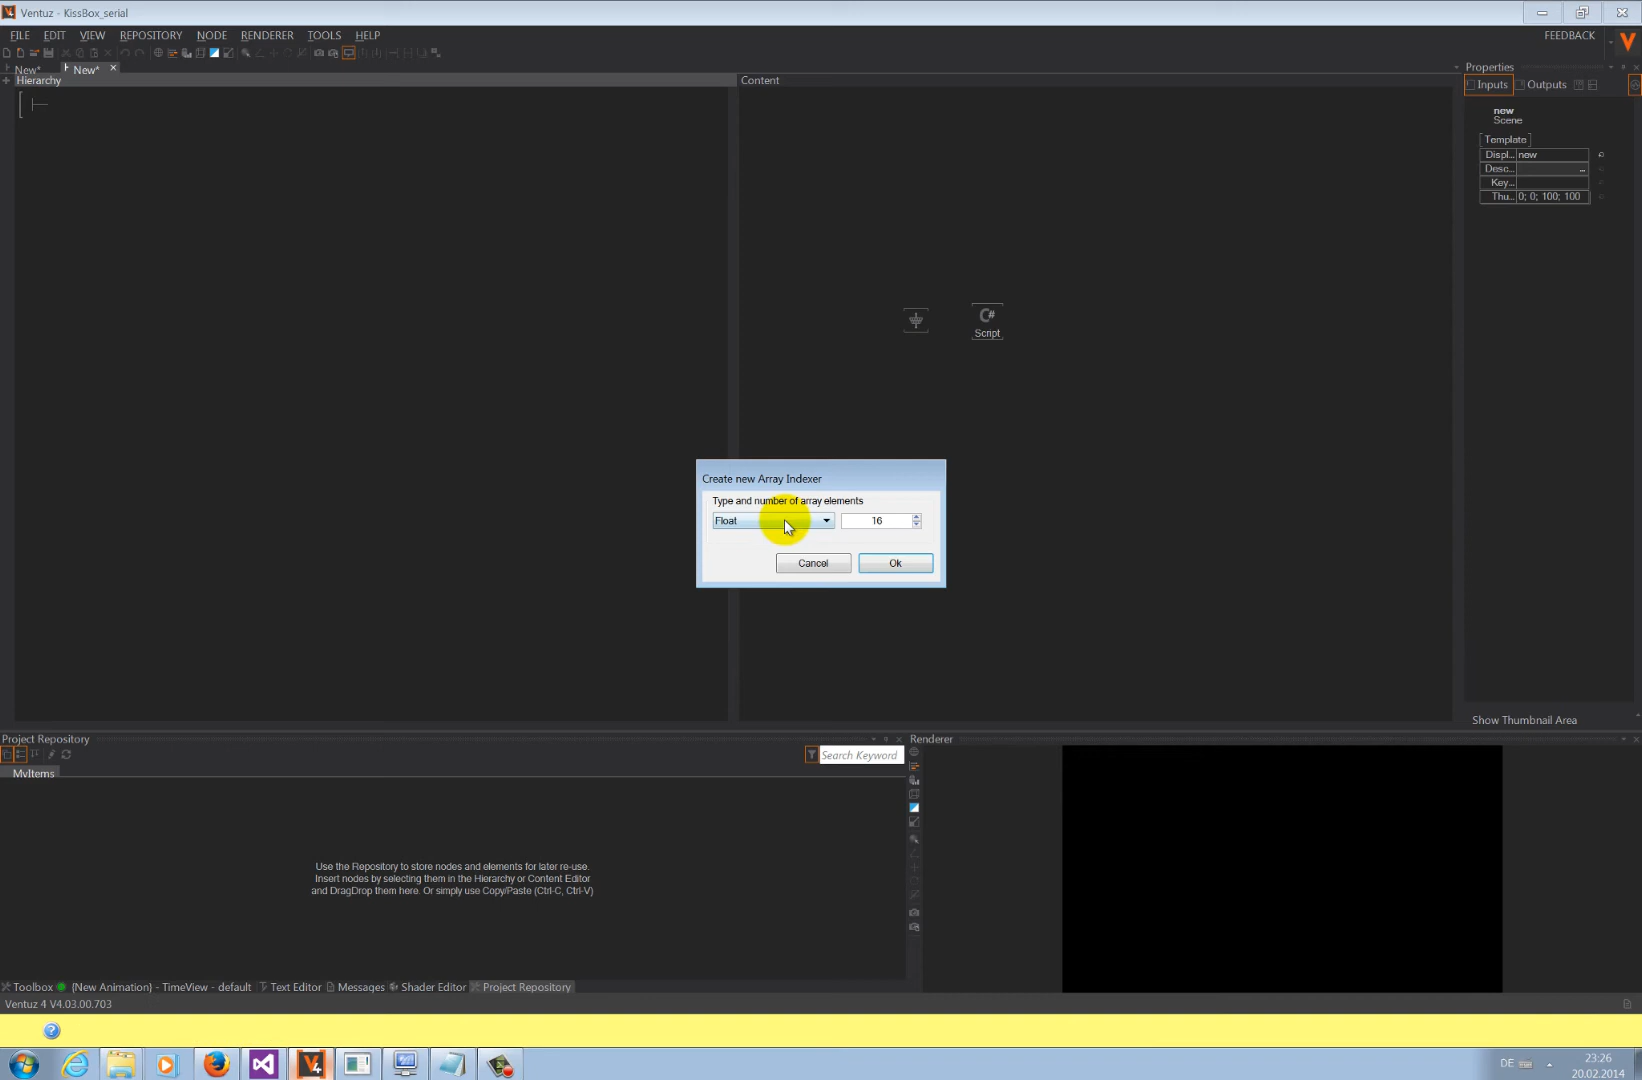 Ventuz - KissBox_serial
FILE EDIT VIEW REPOSITORY NODE RENDERER TOOLS HELP
FEEDBACK
New* New*
Hierarchy
Content
Properties
Inputs Outputs
new
Scene
Template
Displ... new
Desc... ...
Key...
Thu... 0; 0; 100; 100
C#
Script
Create new Array Indexer
Type and number of array elements
Float 16
Cancel Ok
Show Thumbnail Area
Project Repository
Renderer
Search Keyword
MyItems
Use the Repository to store nodes and elements for later re-use.
Insert nodes by selecting them in the Hierarchy or Content Editor
and DragDrop them here. Or simply use Copy/Paste (Ctrl-C, Ctrl-V)
Toolbox {New Animation} - TimeView - default Text Editor Messages Shader Editor Project Repository
Ventuz 4 V4.03.00.703
DE
23:26
20.02.2014